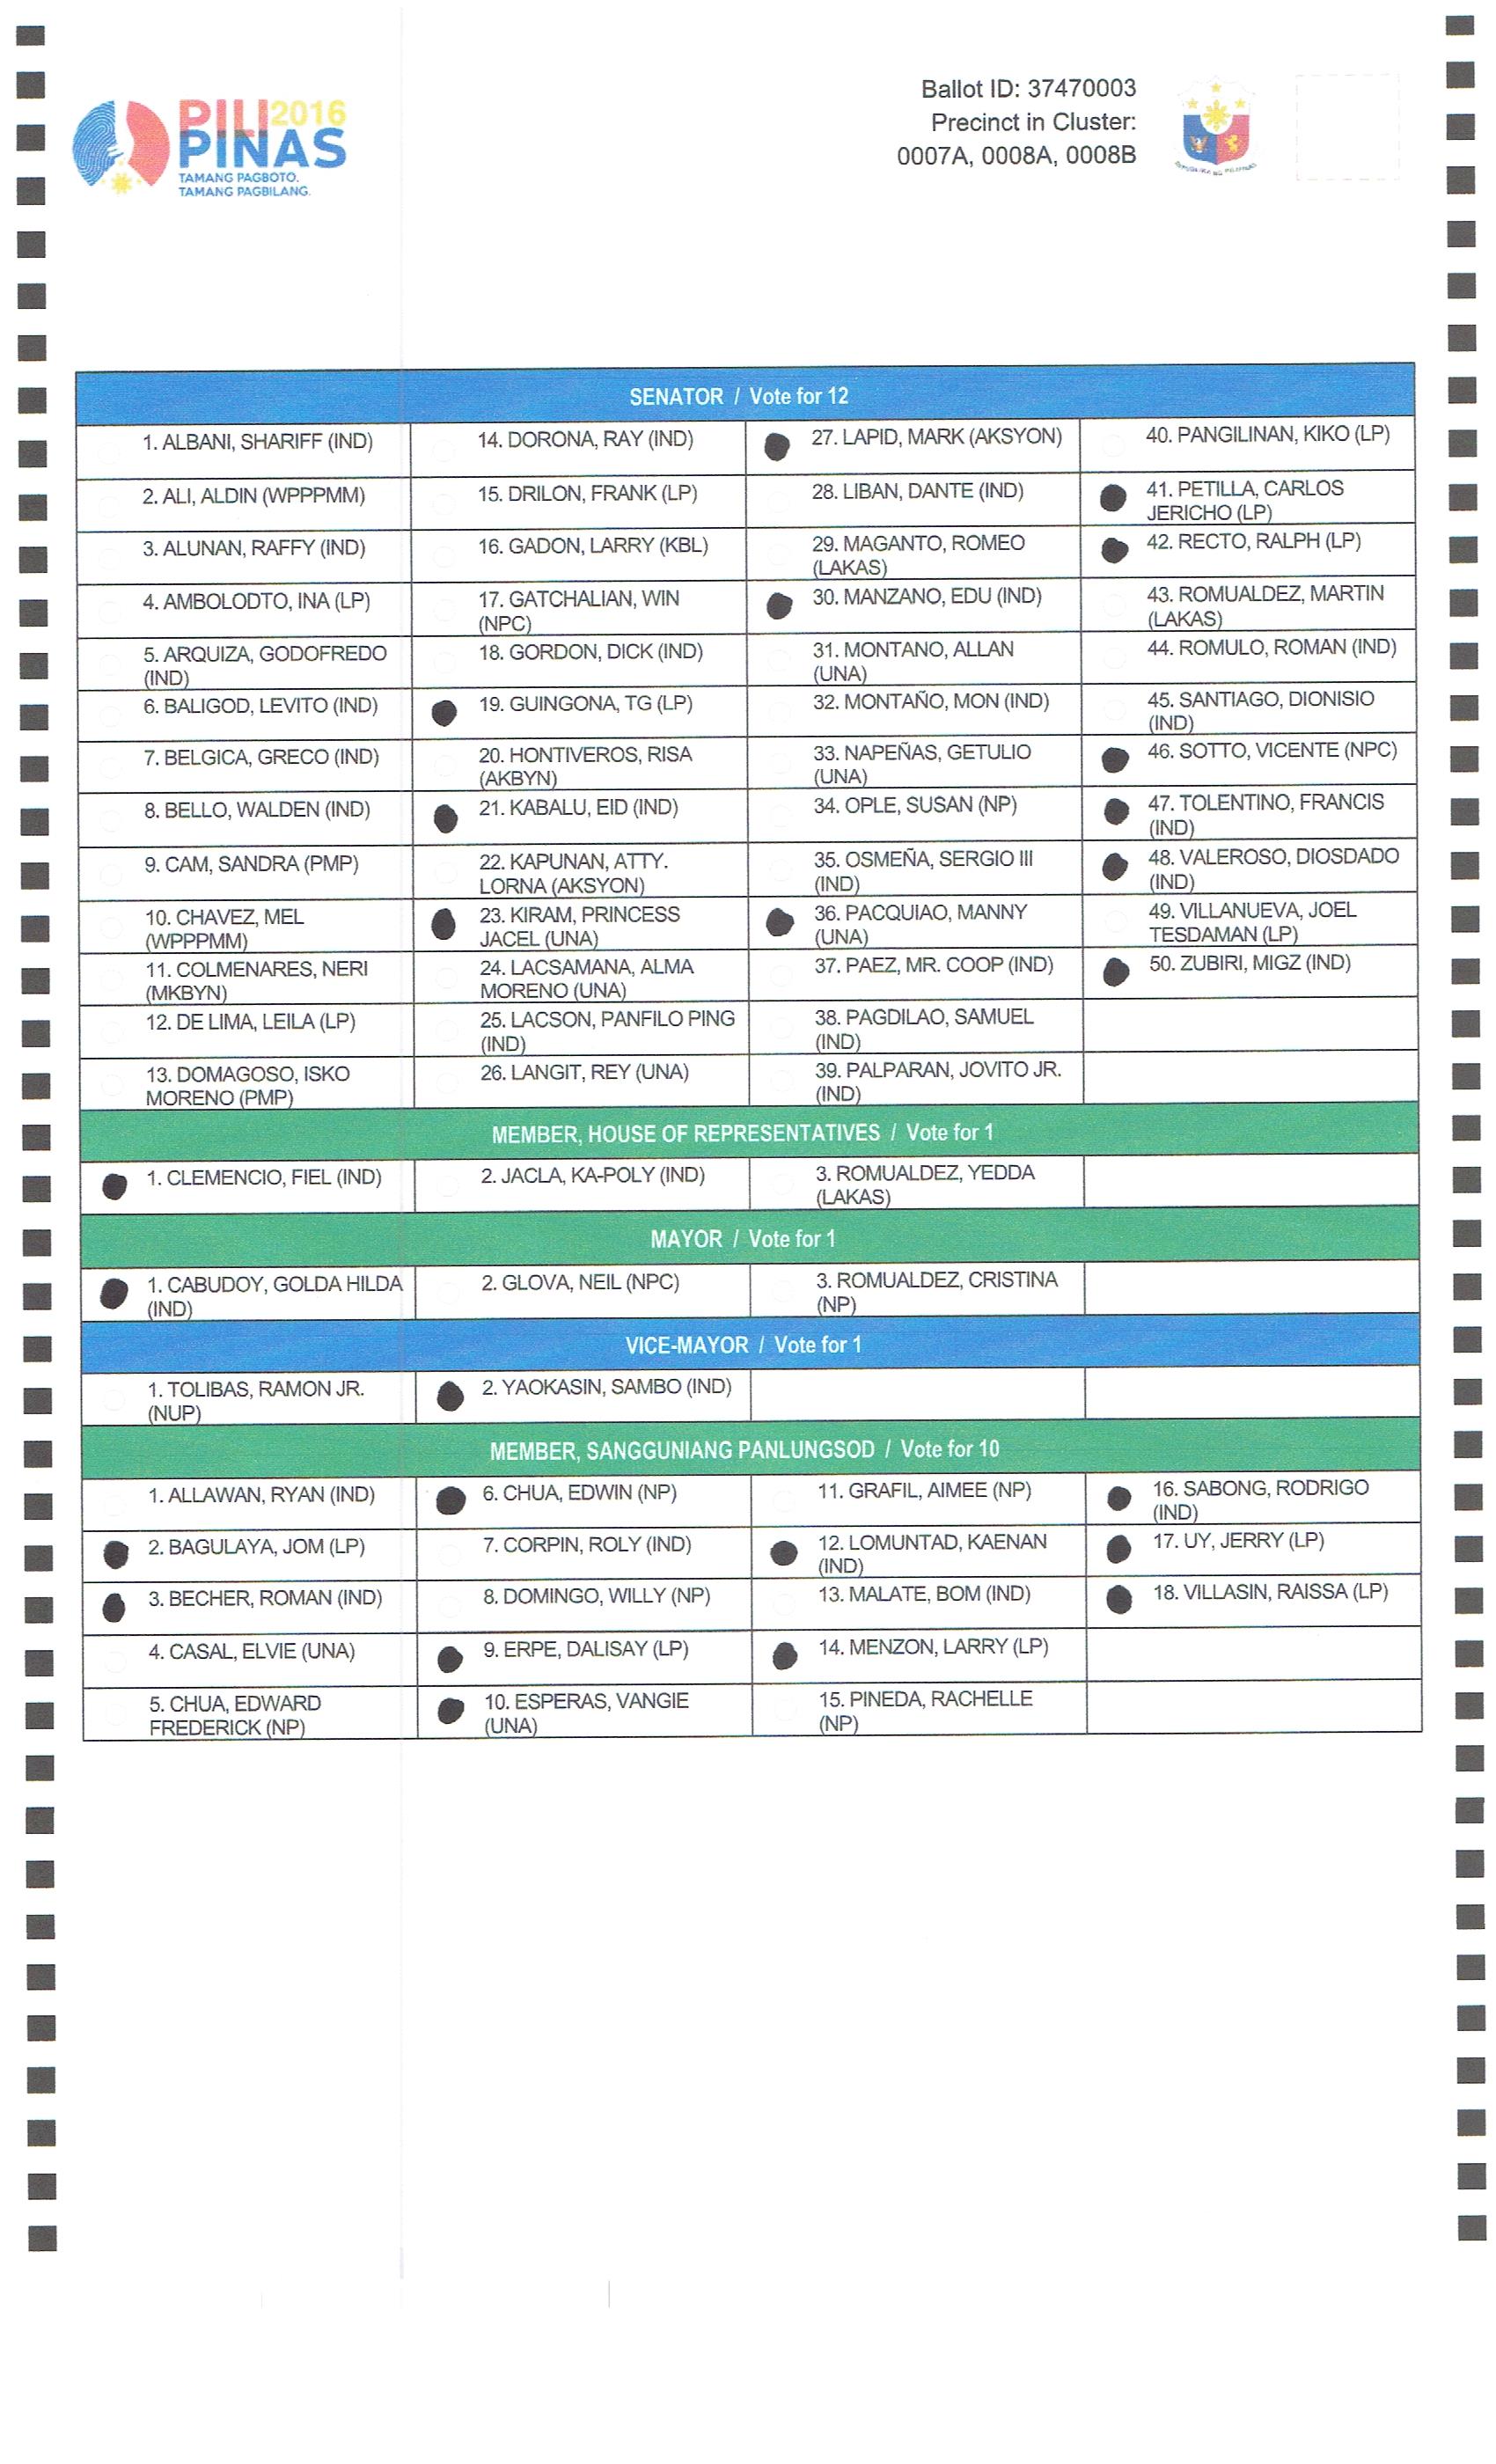 PILI 2016
PINAS
TAMANG PAGBOTO.
TAMANG PAGBILANG.
Ballot ID: 37470003
Precinct in Cluster:
0007A, 0008A, 0008B
REPUBLIKA NG PILIPINAS
SENATOR / Vote for 12
1. ALBANI, SHARIFF (IND)
2. ALI, ALDIN (WPPPMM)
3. ALUNAN, RAFFY (IND)
4. AMBOLODTO, INA (LP)
5. ARQUIZA, GODOFREDO
(IND)
6. BALIGOD, LEVITO (IND)
7. BELGICA, GRECO (IND)
8. BELLO, WALDEN (IND)
9. CAM, SANDRA (PMP)
10. CHAVEZ, MEL
(WPPPMM)
11. COLMENARES, NERI
(MKBYN)
12. DE LIMA, LEILA (LP)
13. DOMAGOSO, ISKO
MORENO (PMP)
14. DORONA, RAY (IND)
15. DRILON, FRANK (LP)
16. GADON, LARRY (KBL)
17. GATCHALIAN, WIN
(NPC)
18. GORDON, DICK (IND)
19. GUINGONA, TG (LP)
20. HONTIVEROS, RISA
(AKBYN)
21. KABALU, EID (IND)
22. KAPUNAN, ATTY.
LORNA (AKSYON)
23. KIRAM, PRINCESS
JACEL (UNA)
24. LACSAMANA, ALMA
MORENO (UNA)
25. LACSON, PANFILO PING
(IND)
26. LANGIT, REY (UNA)
27. LAPID, MARK (AKSYON)
28. LIBAN, DANTE (IND)
29. MAGANTO, ROMEO
(LAKAS)
30. MANZANO, EDU (IND)
31. MONTANO, ALLAN
(UNA)
32. MONTAÑO, MON (IND)
33. NAPEÑAS, GETULIO
(UNA)
34. OPLE, SUSAN (NP)
35. OSMEÑA, SERGIO III
(IND)
36. PACQUIAO, MANNY
(UNA)
37. PAEZ, MR. COOP (IND)
38. PAGDILAO, SAMUEL
(IND)
39. PALPARAN, JOVITO JR.
(IND)
40. PANGILINAN, KIKO (LP)
41. PETILLA, CARLOS
JERICHO (LP)
42. RECTO, RALPH (LP)
43. ROMUALDEZ, MARTIN
(LAKAS)
44. ROMULO, ROMAN (IND)
45. SANTIAGO, DIONISIO
(IND)
46. SOTTO, VICENTE (NPC)
47. TOLENTINO, FRANCIS
(IND)
48. VALEROSO, DIOSDADO
(IND)
49. VILLANUEVA, JOEL
TESDAMAN (LP)
50. ZUBIRI, MIGZ (IND)
MEMBER, HOUSE OF REPRESENTATIVES / Vote for 1
1. CLEMENCIO, FIEL (IND)
2. JACLA, KA-POLY (IND)
3. ROMUALDEZ, YEDDA
(LAKAS)
MAYOR / Vote for 1
1. CABUDOY, GOLDA HILDA
(IND)
2. GLOVA, NEIL (NPC)
3. ROMUALDEZ, CRISTINA
(NP)
VICE-MAYOR / Vote for 1
1. TOLIBAS, RAMON JR.
(NUP)
2. YAOKASIN, SAMBO (IND)
MEMBER, SANGGUNIANG PANLUNGSOD / Vote for 10
1. ALLAWAN, RYAN (IND)
2. BAGULAYA, JOM (LP)
3. BECHER, ROMAN (IND)
4. CASAL, ELVIE (UNA)
5. CHUA, EDWARD
FREDERICK (NP)
6. CHUA, EDWIN (NP)
7. CORPIN, ROLY (IND)
8. DOMINGO, WILLY (NP)
9. ERPE, DALISAY (LP)
10. ESPERAS, VANGIE
(UNA)
11. GRAFIL, AIMEE (NP)
12. LOMUNTAD, KAENAN
(IND)
13. MALATE, BOM (IND)
14. MENZON, LARRY (LP)
15. PINEDA, RACHELLE
(NP)
16. SABONG, RODRIGO
(IND)
17. UY, JERRY (LP)
18. VILLASIN, RAISSA (LP)